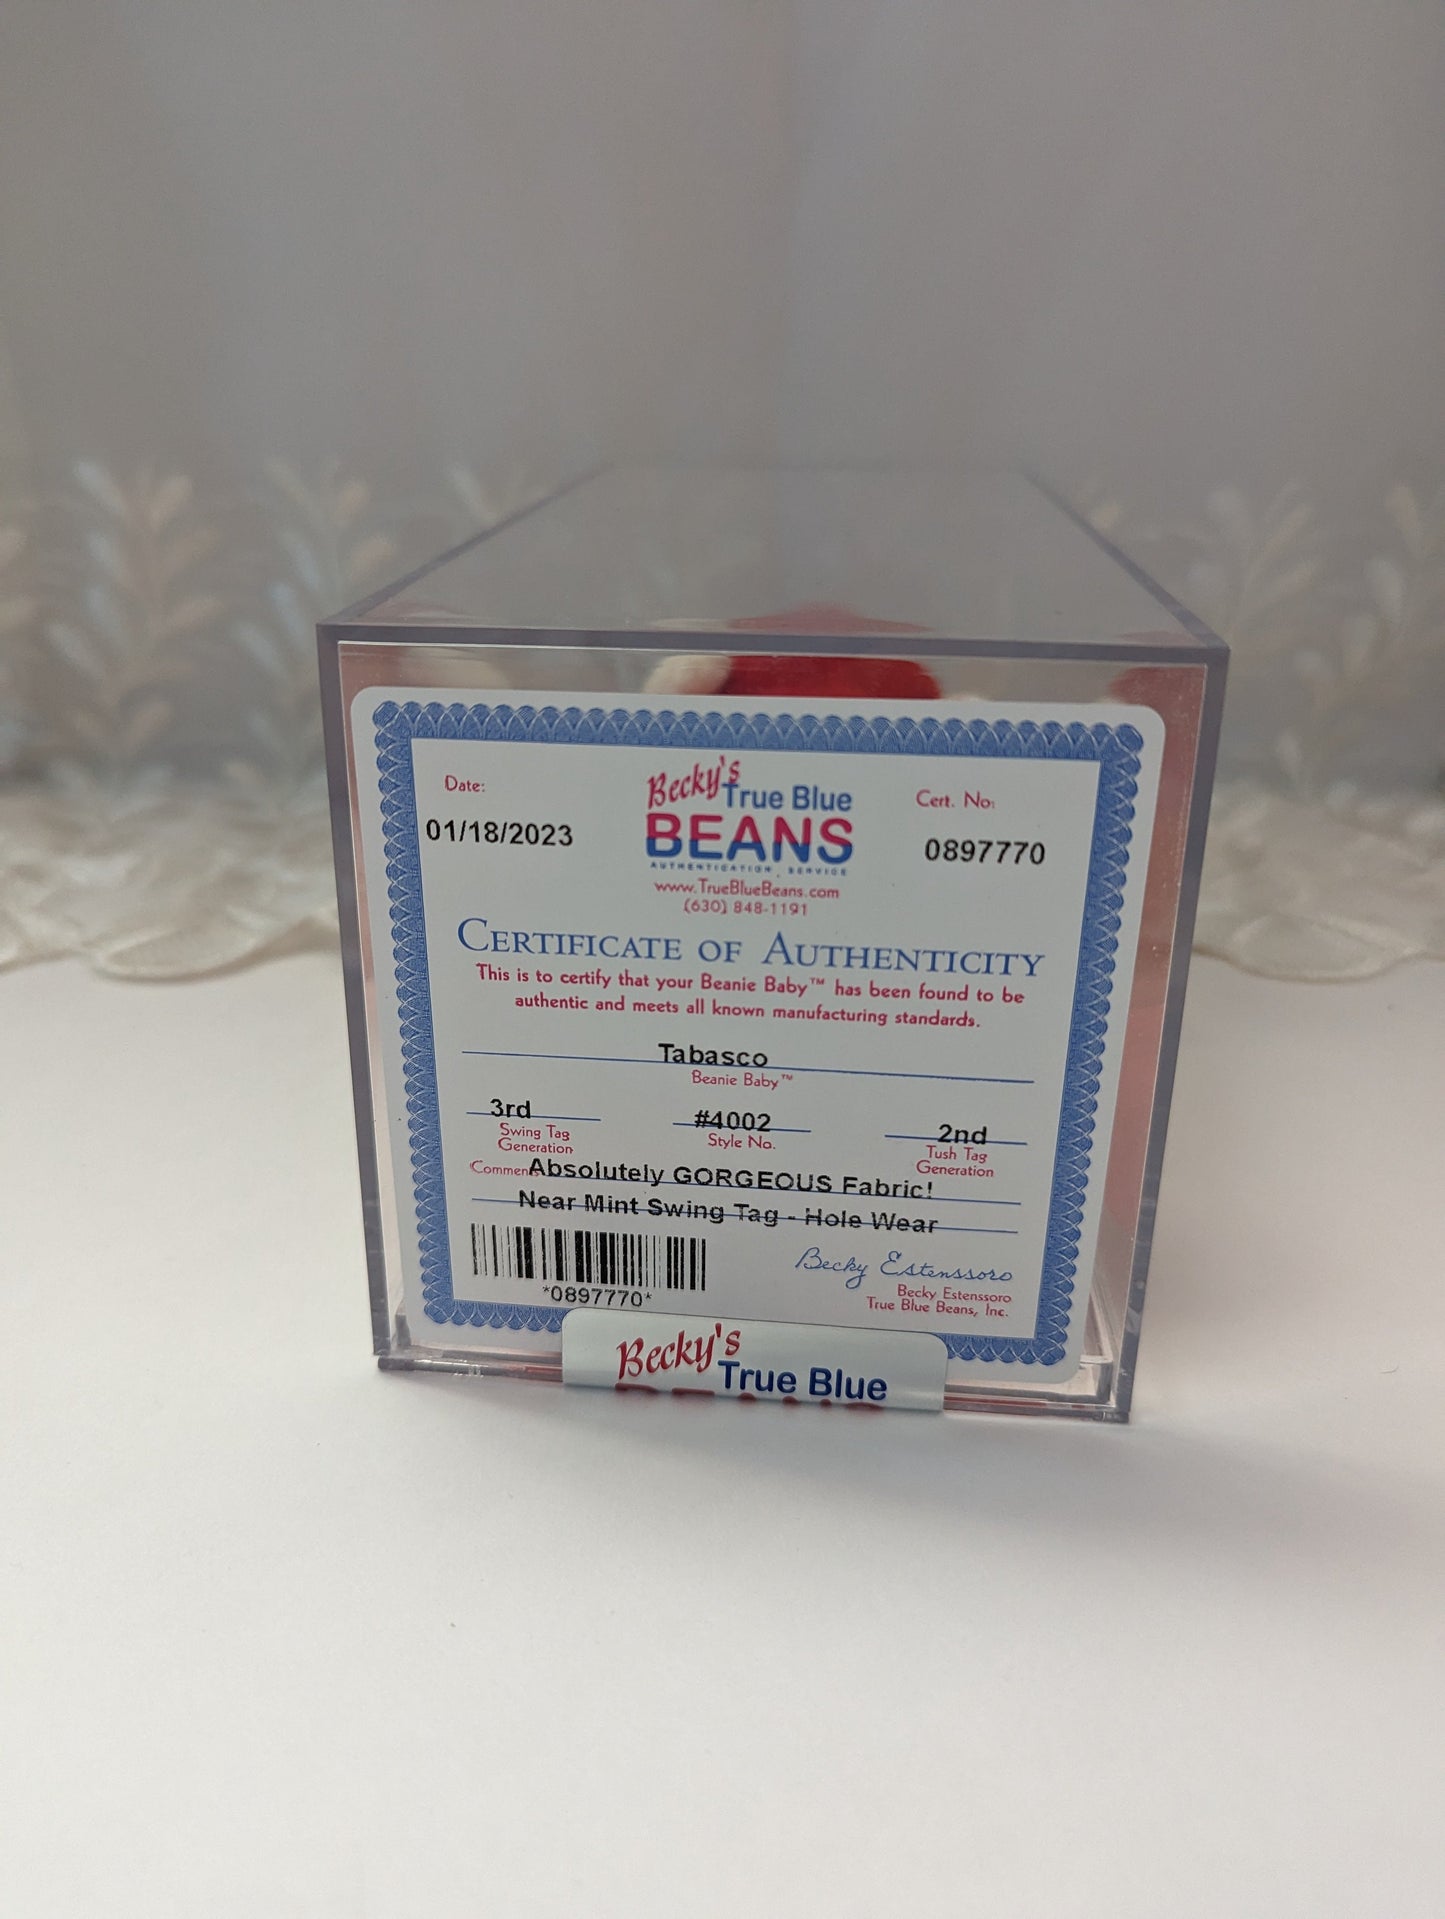 Date:
01/18/2023
Becky's
True Blue
BEANS
AUTHENTICATION SERVICE
www.TrueBlueBeans.com
(630) 848-1191
Cert. No:
0897770
CERTIFICATE OF AUTHENTICITY
This is to certify that your Beanie Baby™ has been found to be
authentic and meets all known manufacturing standards.
Tabasco
Beanie Baby™
3rd
Swing Tag
Generation
#4002
Style No.
2nd
Tush Tag
Generation
Absolutely GORGEOUS Fabric!
Near Mint Swing Tag - Hole Wear
*0897770*
Becky Estenssoro
Becky Estenssoro
True Blue Beans, Inc.
Becky's
True Blue